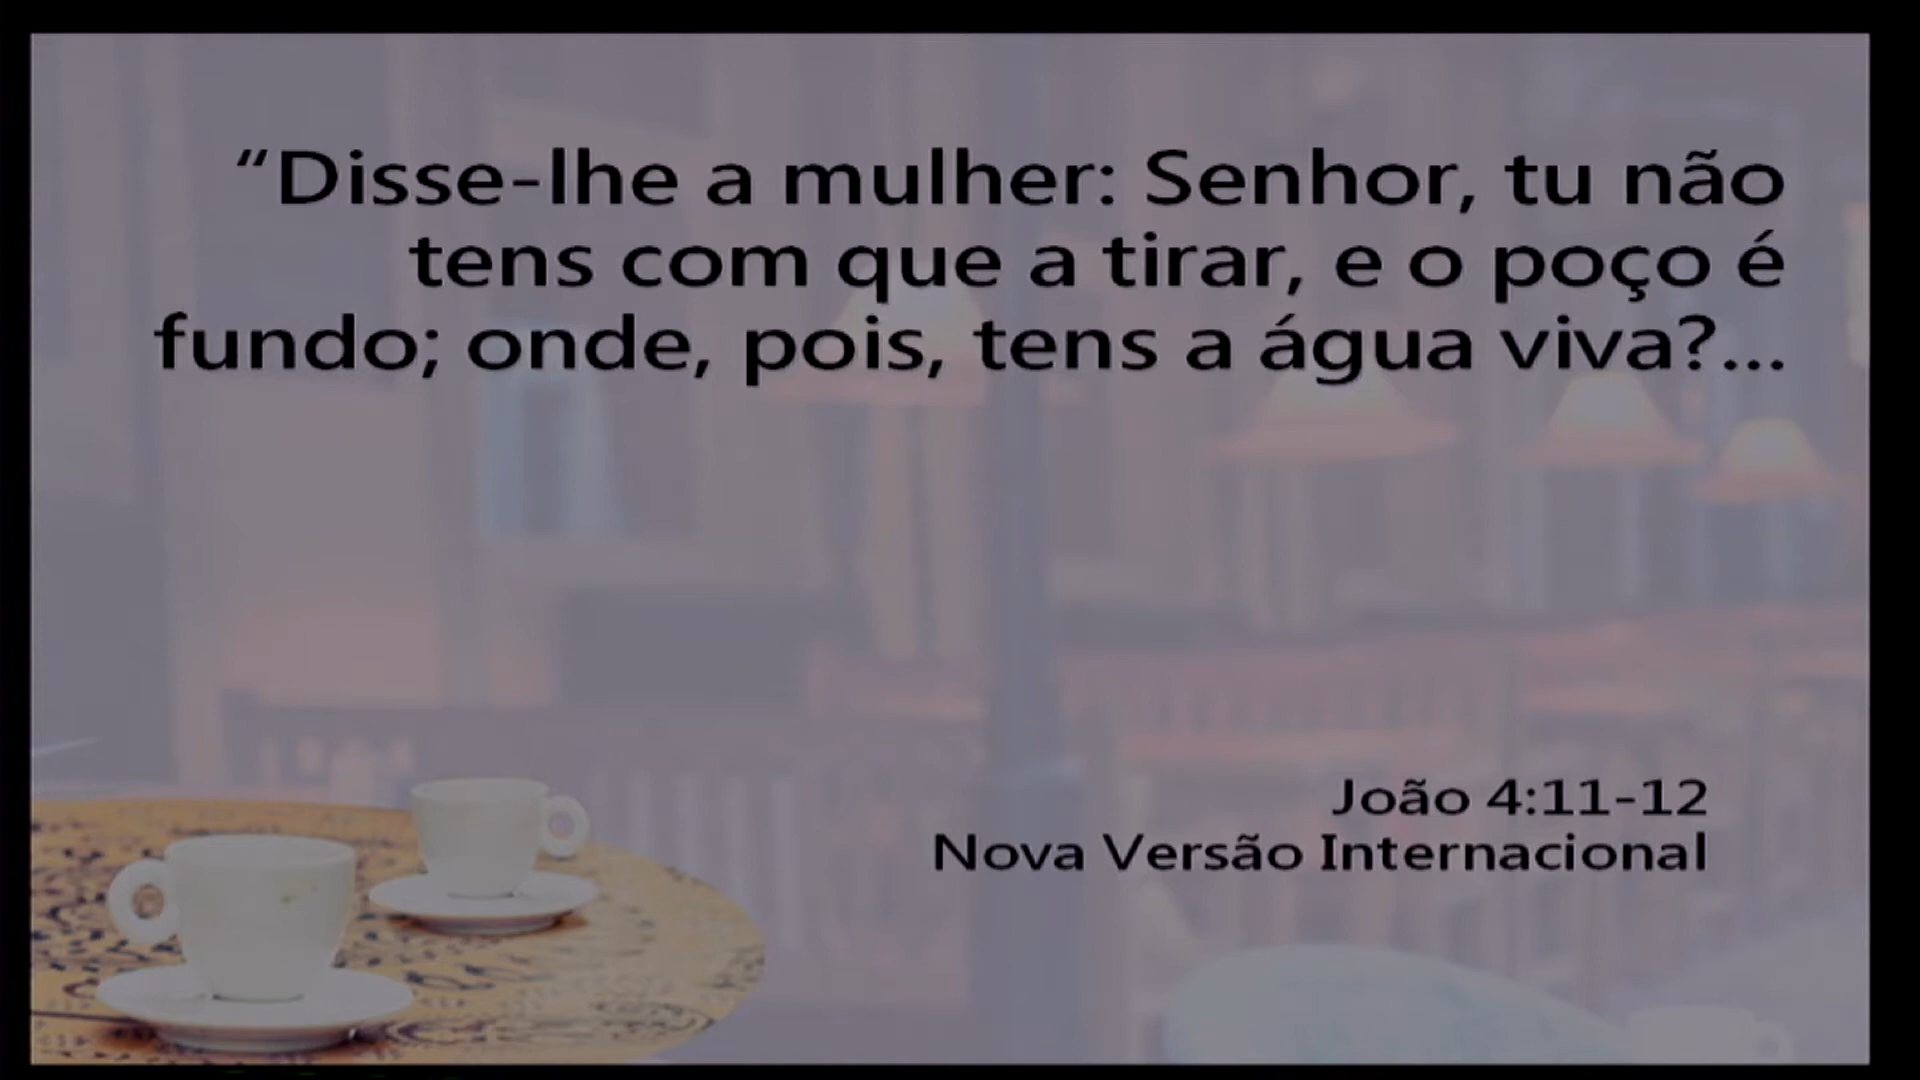 “Disse-lhe a mulher: Senhor, tu não
tens com que a tirar, e o poço é
fundo; onde, pois, tens a água viva?...
João 4:11-12
Nova Versão Internacional